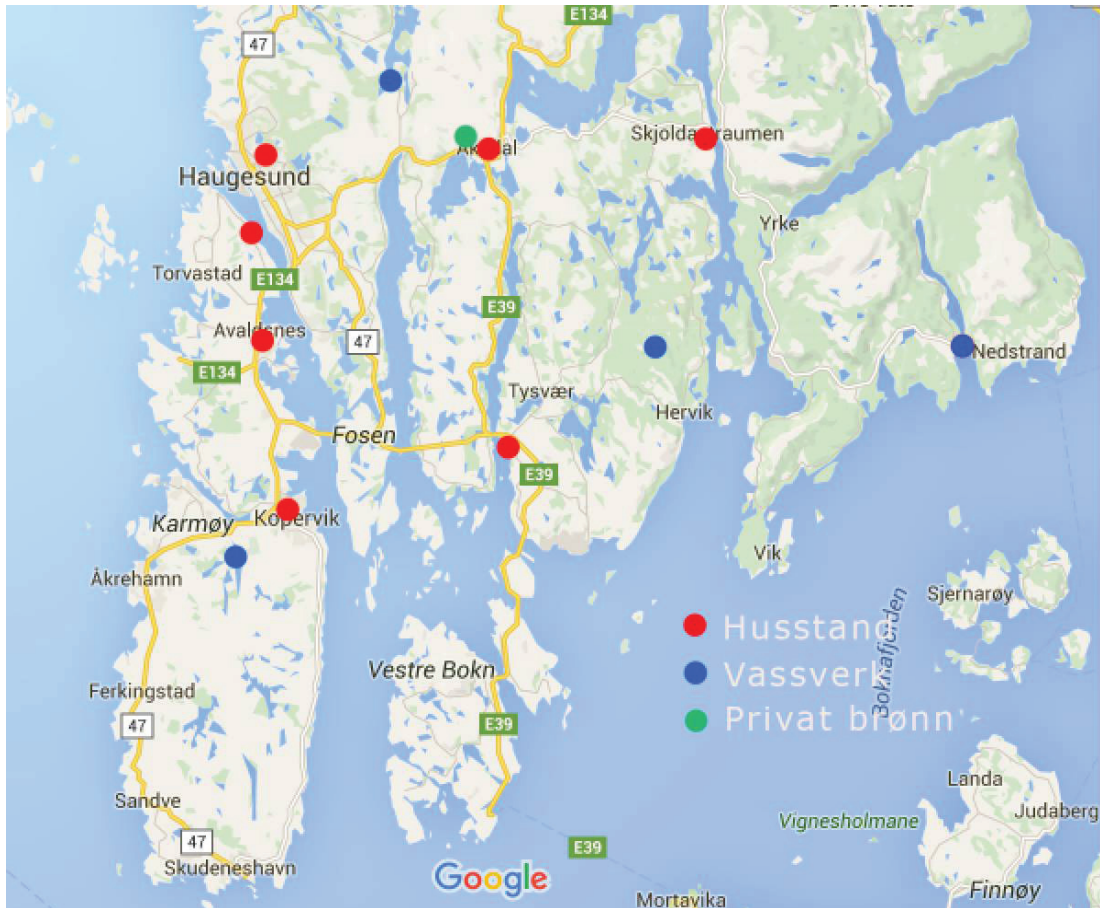 E134
47
Skjoldastraumen
Haugesund
Yrke
Torvastad
E134
E39
Avaldsnes
47
Nedstrand
E134
Tysvær
Hervik
Fosen
E39
Karmøy
Kopervik
Vik
Åkrehamn
Sjernarøy
Husstand
Boknafjorden
Vestre Bokn
Vassverk
Ferkingstad
47
E39
Privat brønn
Landa
Sandve
Judaberg
Vignesholmane
47
E39
Skudeneshavn
Google
Finnøy
Mortavika